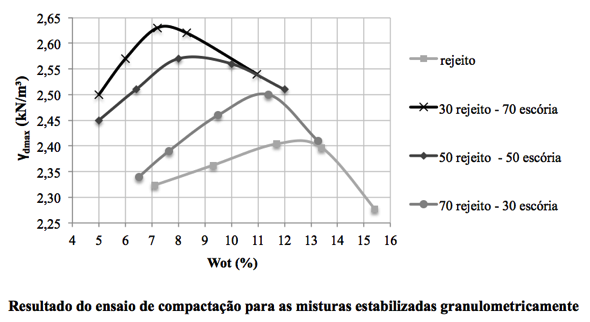 2,65
2,60
2,55
2,50
2,45
2,40
2,35
2,30
2,25
γdmax (kN/m³)
4 5 6 7 8 9 10 11 12 13 14 15 16
Wot (%)
rejeito
30 rejeito - 70 escória
50 rejeito - 50 escória
70 rejeito - 30 escória
Resultado do ensaio de compactação para as misturas estabilizadas granulometricamente